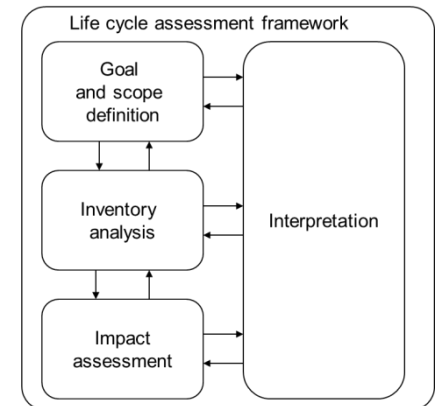 Life cycle assessment framework
Goal
and scope
definition
Inventory
analysis
Interpretation
Impact
assessment